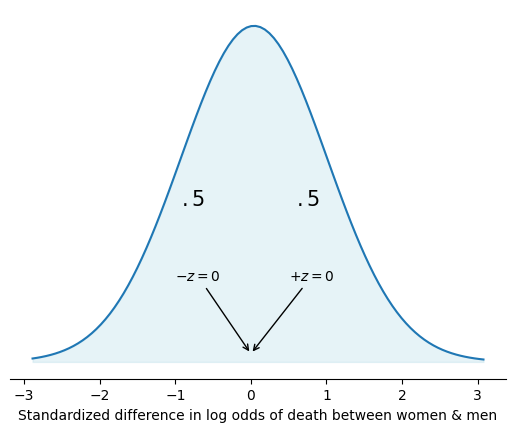 .5 .5
−z = 0 +z = 0
−3 −2 −1 0 1 2 3
Standardized difference in log odds of death between women & men